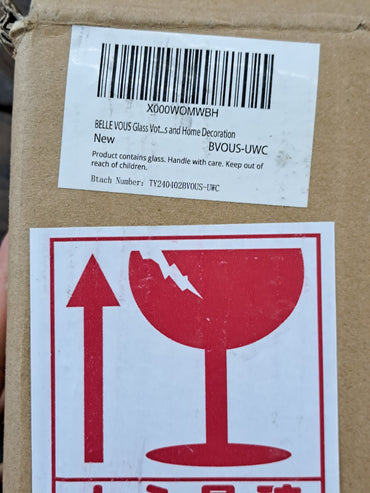 X000WOMWBH
BELLE VOUS Glass Vot...s and Home Decoration
New
BVOUS-UWC
Product contains glass. Handle with care. Keep out of
reach of children.
Btach Number: TY240402BVOUS-UWC